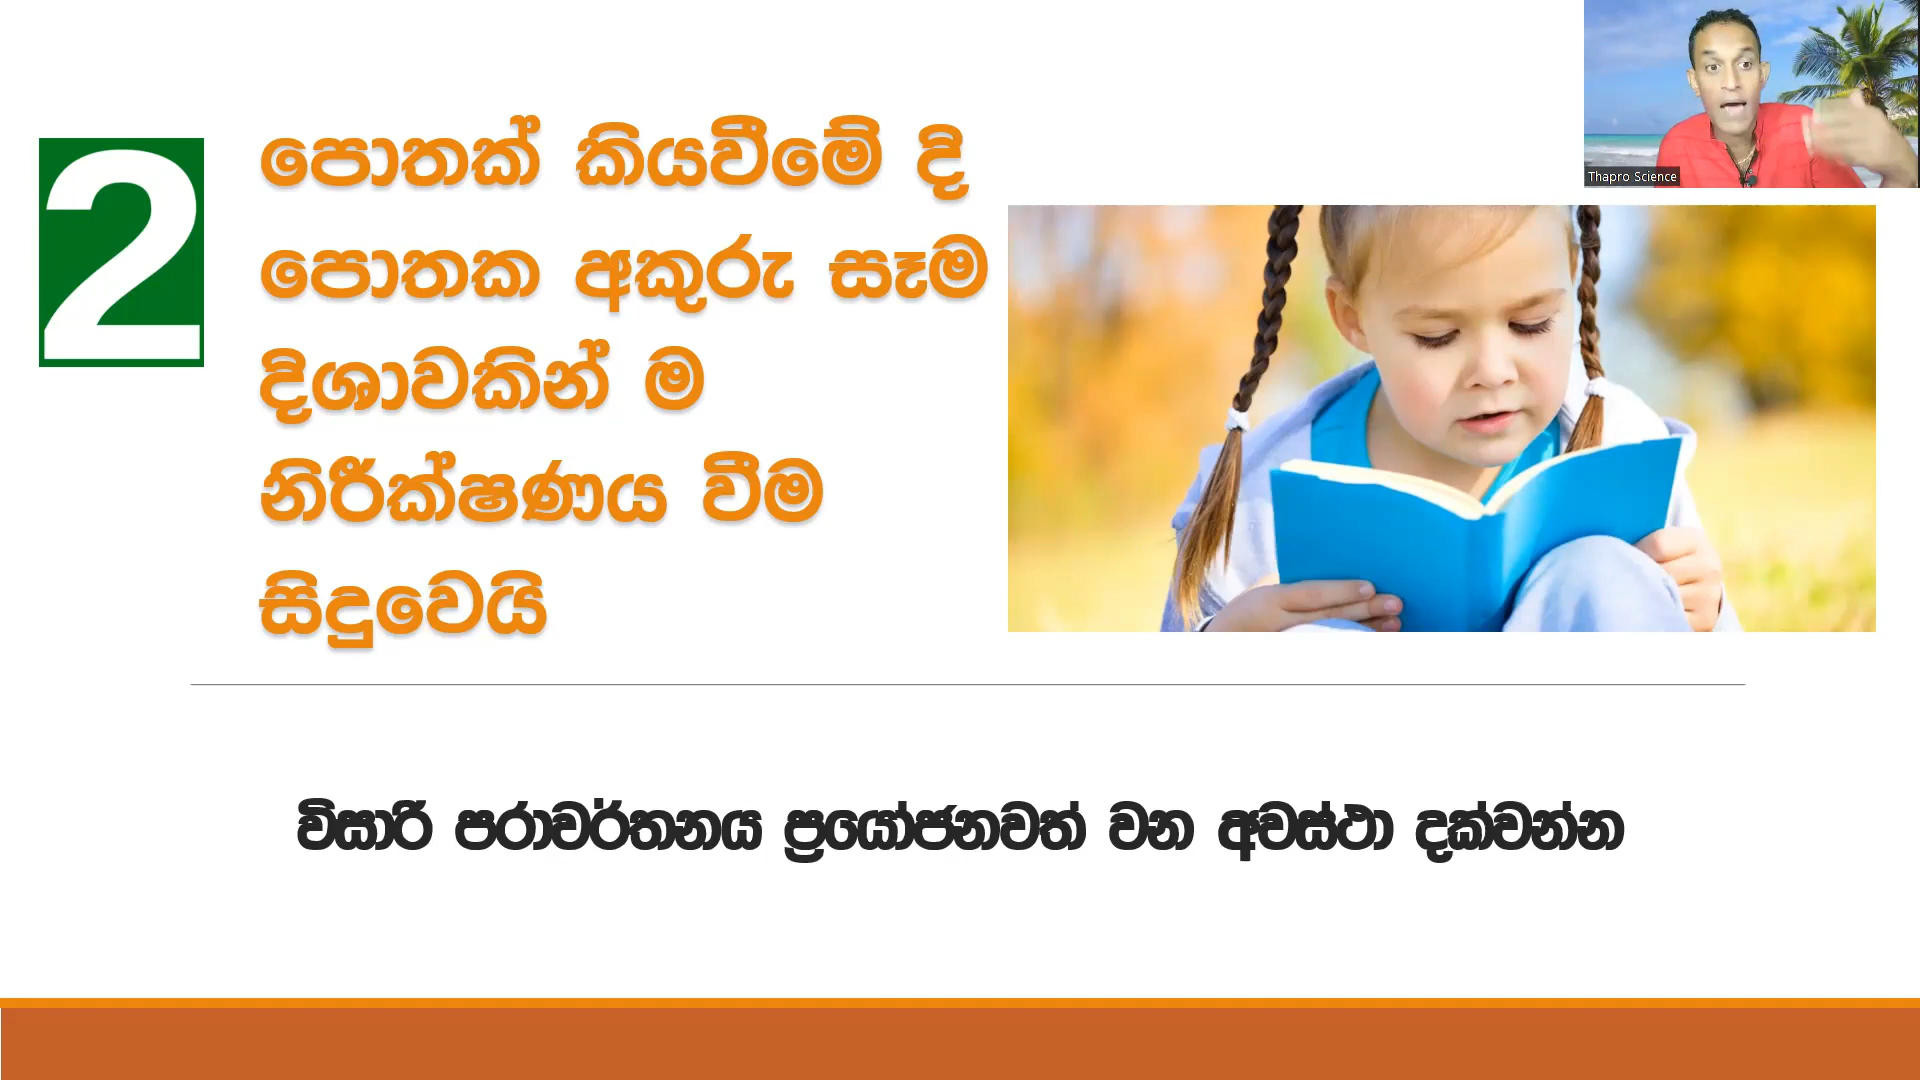 2
පොතක් කියවීමේ දි
පොතක අකුරු සෑම
දිශාවකින් ම
නිරීක්ෂණය වීම
සිදුවෙයි
Thapro Science
විසාරී පරාවර්තනය ප්‍රයෝජනවත් වන අවස්ථා දක්වන්න